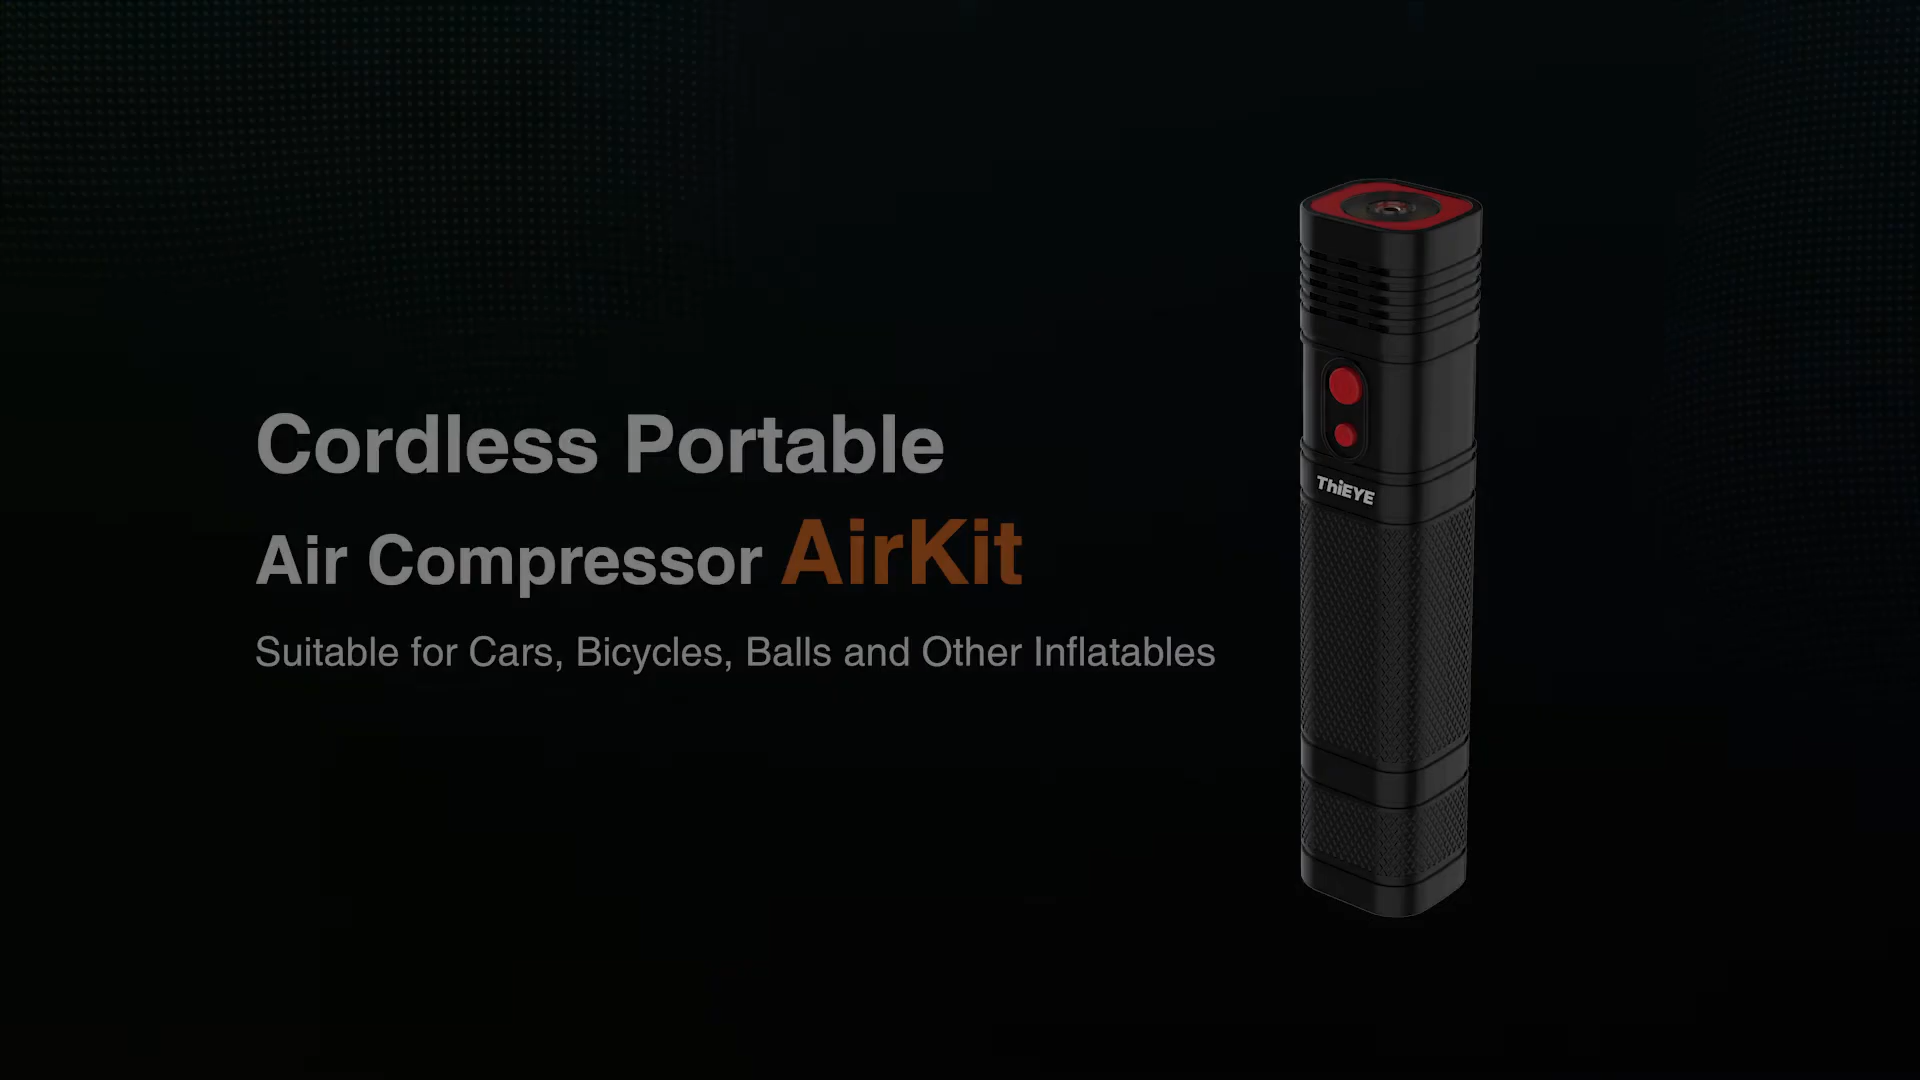 Cordless Portable
Air Compressor AirKit
Suitable for Cars, Bicycles, Balls and Other Inflatables
ThiEYE